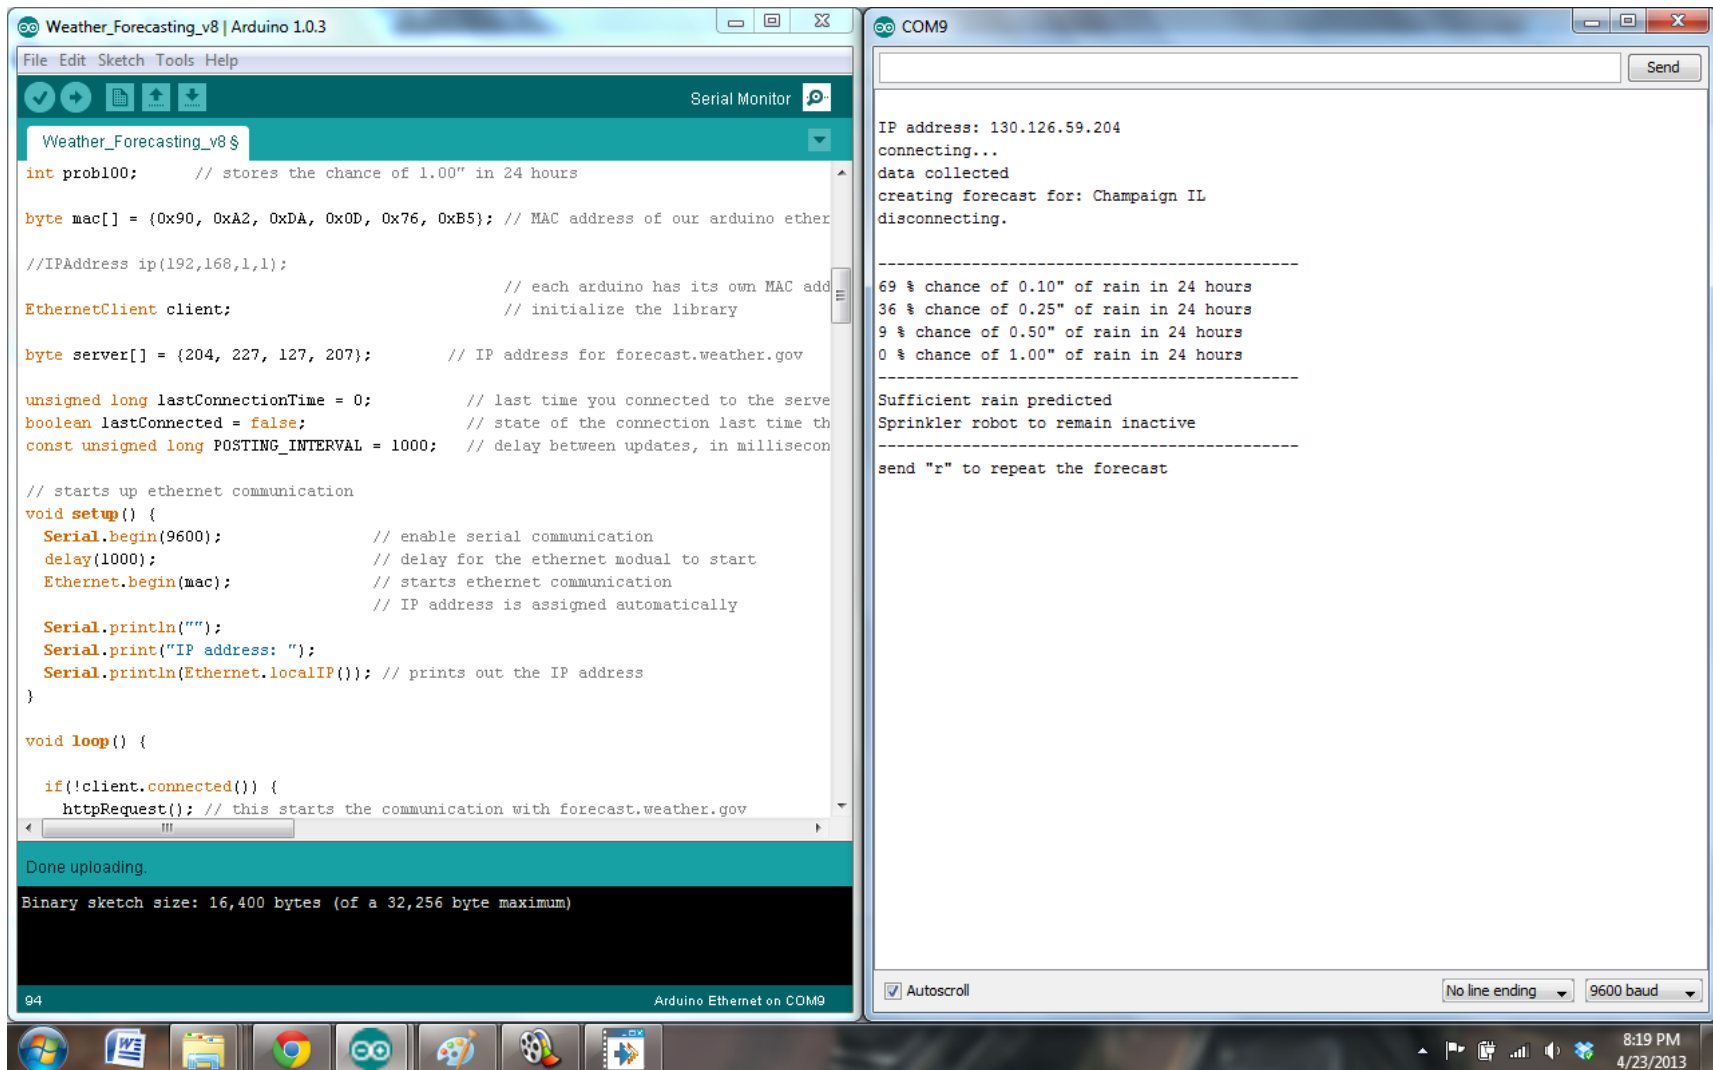 Weather_Forecasting_v8 | Arduino 1.0.3
File Edit Sketch Tools Help
Serial Monitor
Weather_Forecasting_v8 §
int prob100; // stores the chance of 1.00" in 24 hours
byte mac[] = {0x90, 0xA2, 0xDA, 0x0D, 0x76, 0xB5}; // MAC address of our arduino ether
//IPAddress ip(192,168,1,1);
// each arduino has its own MAC add
EthernetClient client; // initialize the library
byte server[] = {204, 227, 127, 207}; // IP address for forecast.weather.gov
unsigned long lastConnectionTime = 0; // last time you connected to the serve
boolean lastConnected = false; // state of the connection last time th
const unsigned long POSTING_INTERVAL = 1000; // delay between updates, in millisecon
// starts up ethernet communication
void setup() {
Serial.begin(9600); // enable serial communication
delay(1000); // delay for the ethernet modual to start
Ethernet.begin(mac); // starts ethernet communication
// IP address is assigned automatically
Serial.println("");
Serial.print("IP address: ");
Serial.println(Ethernet.localIP()); // prints out the IP address
}
void loop() {
if(!client.connected()) {
httpRequest(); // this starts the communication with forecast.weather.gov
Done uploading.
Binary sketch size: 16,400 bytes (of a 32,256 byte maximum)
94
Arduino Ethernet on COM9
COM9
Send
IP address: 130.126.59.204
connecting...
data collected
creating forecast for: Champaign IL
disconnecting.
---------------------------------------------
69 % chance of 0.10" of rain in 24 hours
36 % chance of 0.25" of rain in 24 hours
9 % chance of 0.50" of rain in 24 hours
0 % chance of 1.00" of rain in 24 hours
---------------------------------------------
Sufficient rain predicted
Sprinkler robot to remain inactive
---------------------------------------------
send "r" to repeat the forecast
Autoscroll
No line ending
9600 baud
8:19 PM
4/23/2013